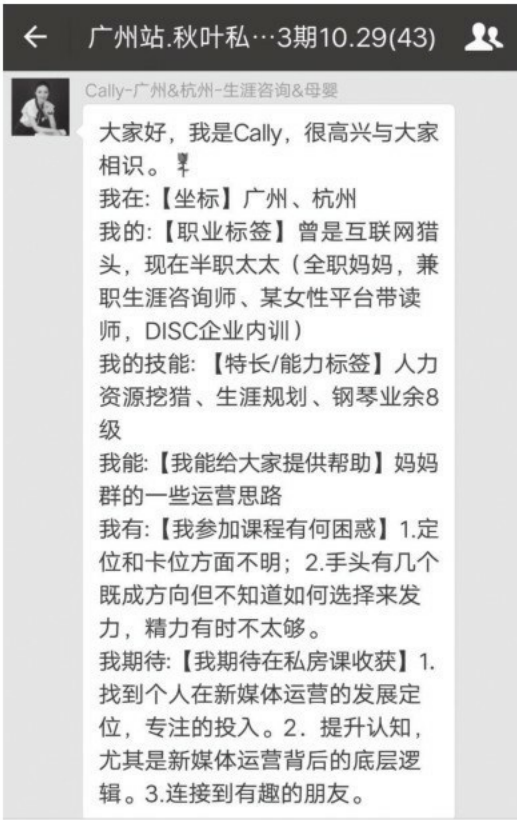 广州站.秋叶私…3期10.29(43)
Cally-广州&杭州-生涯咨询&母婴
大家好，我是Cally，很高兴与大家
相识。
我在:【坐标】广州、杭州
我的:【职业标签】曾是互联网猎
头，现在半职太太（全职妈妈，兼
职生涯咨询师、某女性平台带读
师，DISC企业内训）
我的技能:【特长/能力标签】人力
资源挖猎、生涯规划、钢琴业余8
级
我能:【我能给大家提供帮助】妈妈
群的一些运营思路
我有:【我参加课程有何困惑】1.定
位和卡位方面不明；2.手头有几个
既成方向但不知道如何选择来发
力，精力有时不太够。
我期待:【我期待在私房课收获】1.
找到个人在新媒体运营的发展定
位，专注的投入。2．提升认知，
尤其是新媒体运营背后的底层逻
辑。3.连接到有趣的朋友。